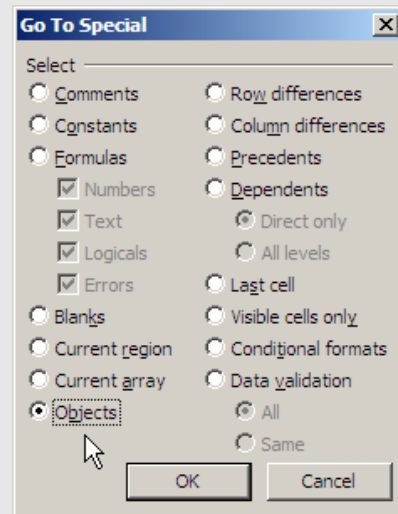 Go To Special
Select
Comments
Constants
Formulas
Numbers
Text
Logicals
Errors
Blanks
Current region
Current array
Objects
Row differences
Column differences
Precedents
Dependents
Direct only
All levels
Last cell
Visible cells only
Conditional formats
Data validation
All
Same
OK
Cancel